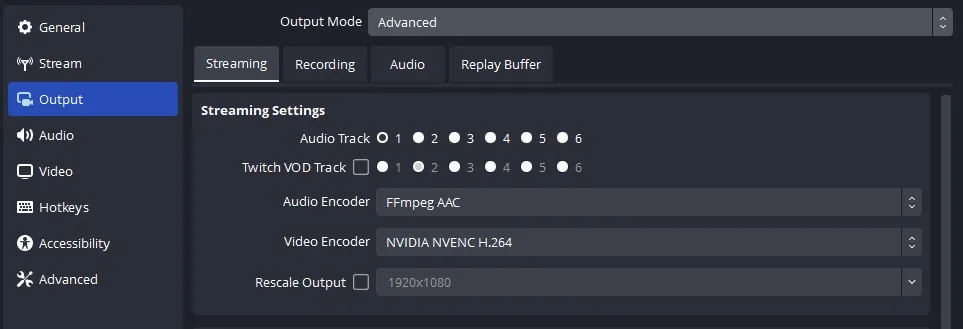 Output Mode Advanced
General
Stream
Output
Audio
Video
Hotkeys
Accessibility
Advanced
Streaming Recording Audio Replay Buffer
Streaming Settings
Audio Track 1 2 3 4 5 6
Twitch VOD Track 1 2 3 4 5 6
Audio Encoder FFmpeg AAC
Video Encoder NVIDIA NVENC H.264
Rescale Output 1920x1080